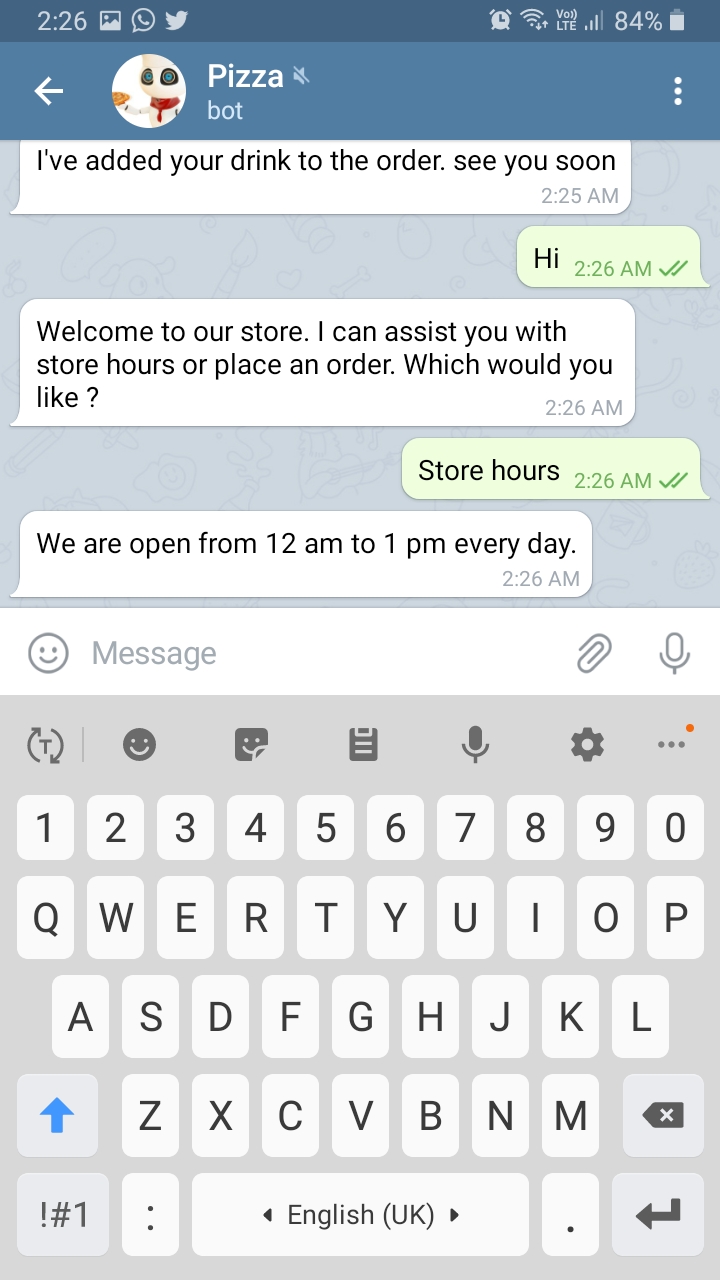 2:26 Vo)) LTE 84%
Pizza
bot
I've added your drink to the order. see you soon
2:25 AM
Hi 2:26 AM
Welcome to our store. I can assist you with
store hours or place an order. Which would you
like ?
2:26 AM
Store hours 2:26 AM
We are open from 12 am to 1 pm every day.
2:26 AM
Message
T
1 2 3 4 5 6 7 8 9 0
Q W E R T Y U I O P
A S D F G H J K L
Z X C V B N M
!#1 : English (UK) .